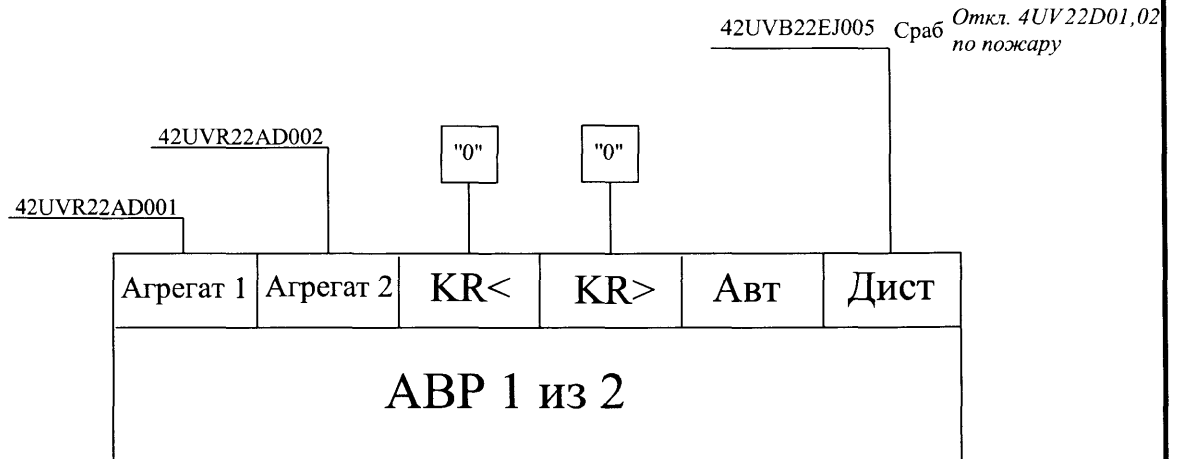 42UVB22EJ005 Сраб Откл. 4UV22D01,02
по пожару
42UVR22AD002 "0" "0"
42UVR22AD001
Агрегат 1 Агрегат 2 KR< KR> Авт Дист
АВР 1 из 2